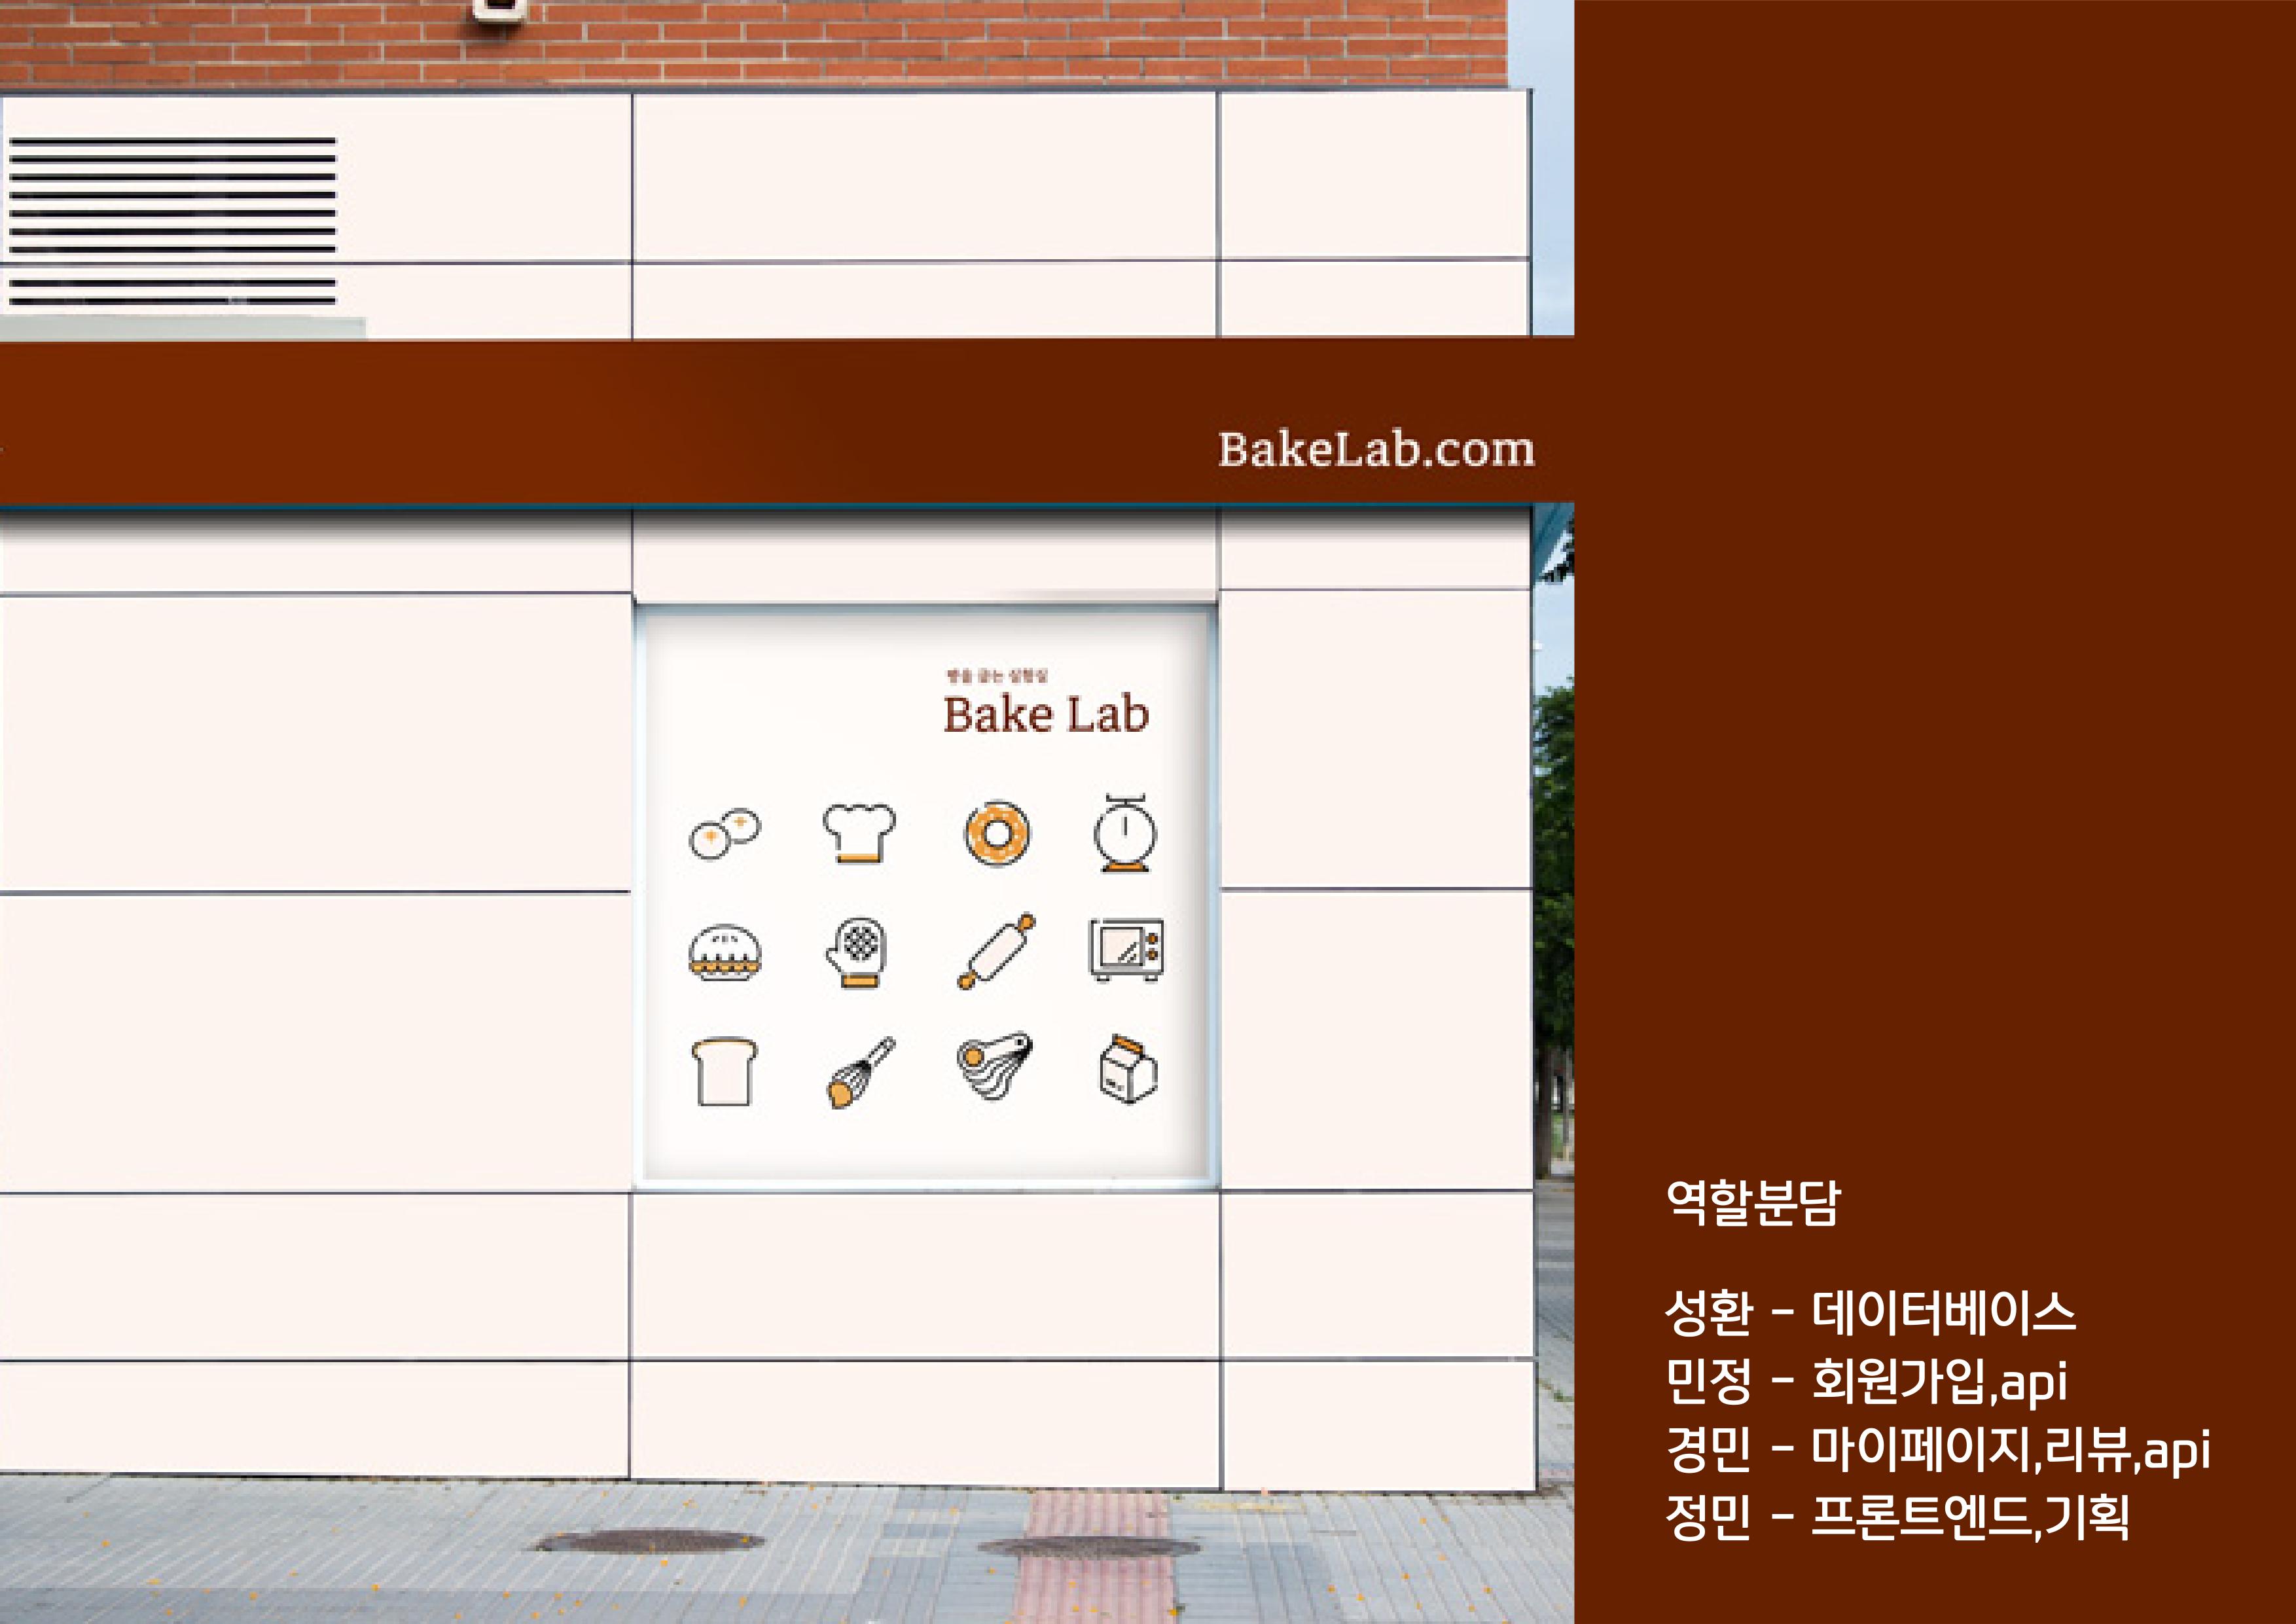 BakeLab.com
빵을 굽는 실험실
Bake Lab
역할분담
성환 - 데이터베이스
민정 - 회원가입,api
경민 - 마이페이지,리뷰,api
정민 - 프론트엔드,기획